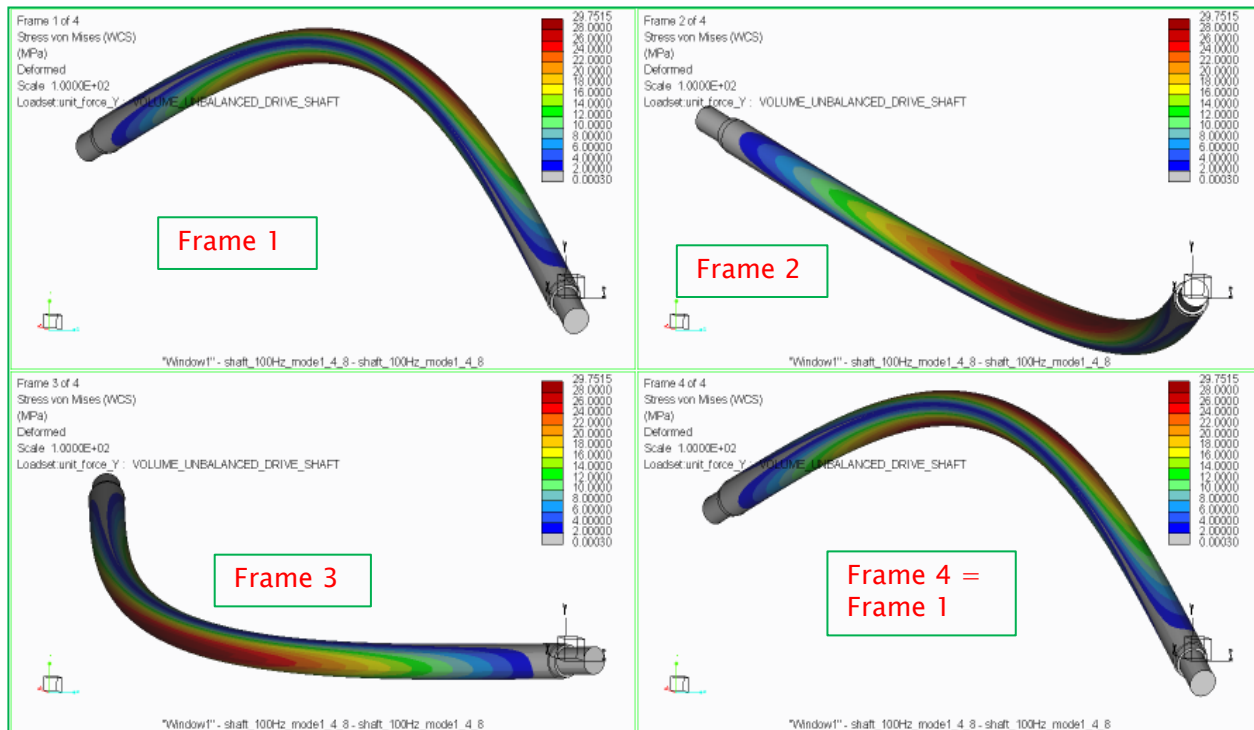 Frame 1 of 4
Stress von Mises (WCS)
(MPa)
Deformed
Scale 1.0000E+02
Loadset:unit_force_Y : VOLUME_UNBALANCED_DRIVE_SHAFT
29.7515
28.0000
26.0000
24.0000
22.0000
20.0000
18.0000
16.0000
14.0000
12.0000
10.0000
8.00000
6.00000
4.00000
2.00000
0.00030
Frame 1
Y
"Window1" - shaft_100Hz_mode1_4_8 - shaft_100Hz_mode1_4_8
Frame 2 of 4
Stress von Mises (WCS)
(MPa)
Deformed
Scale 1.0000E+02
Loadset:unit_force_Y : VOLUME_UNBALANCED_DRIVE_SHAFT
29.7515
28.0000
26.0000
24.0000
22.0000
20.0000
18.0000
16.0000
14.0000
12.0000
10.0000
8.00000
6.00000
4.00000
2.00000
0.00030
Frame 2
Y
"Window1" - shaft_100Hz_mode1_4_8 - shaft_100Hz_mode1_4_8
Frame 3 of 4
Stress von Mises (WCS)
(MPa)
Deformed
Scale 1.0000E+02
Loadset:unit_force_Y : VOLUME_UNBALANCED_DRIVE_SHAFT
29.7515
28.0000
26.0000
24.0000
22.0000
20.0000
18.0000
16.0000
14.0000
12.0000
10.0000
8.00000
6.00000
4.00000
2.00000
0.00030
Frame 3
Y
"Window1" - shaft_100Hz_mode1_4_8 - shaft_100Hz_mode1_4_8
Frame 4 of 4
Stress von Mises (WCS)
(MPa)
Deformed
Scale 1.0000E+02
Loadset:unit_force_Y : VOLUME_UNBALANCED_DRIVE_SHAFT
29.7515
28.0000
26.0000
24.0000
22.0000
20.0000
18.0000
16.0000
14.0000
12.0000
10.0000
8.00000
6.00000
4.00000
2.00000
0.00030
Frame 4 =
Frame 1
Y
"Window1" - shaft_100Hz_mode1_4_8 - shaft_100Hz_mode1_4_8